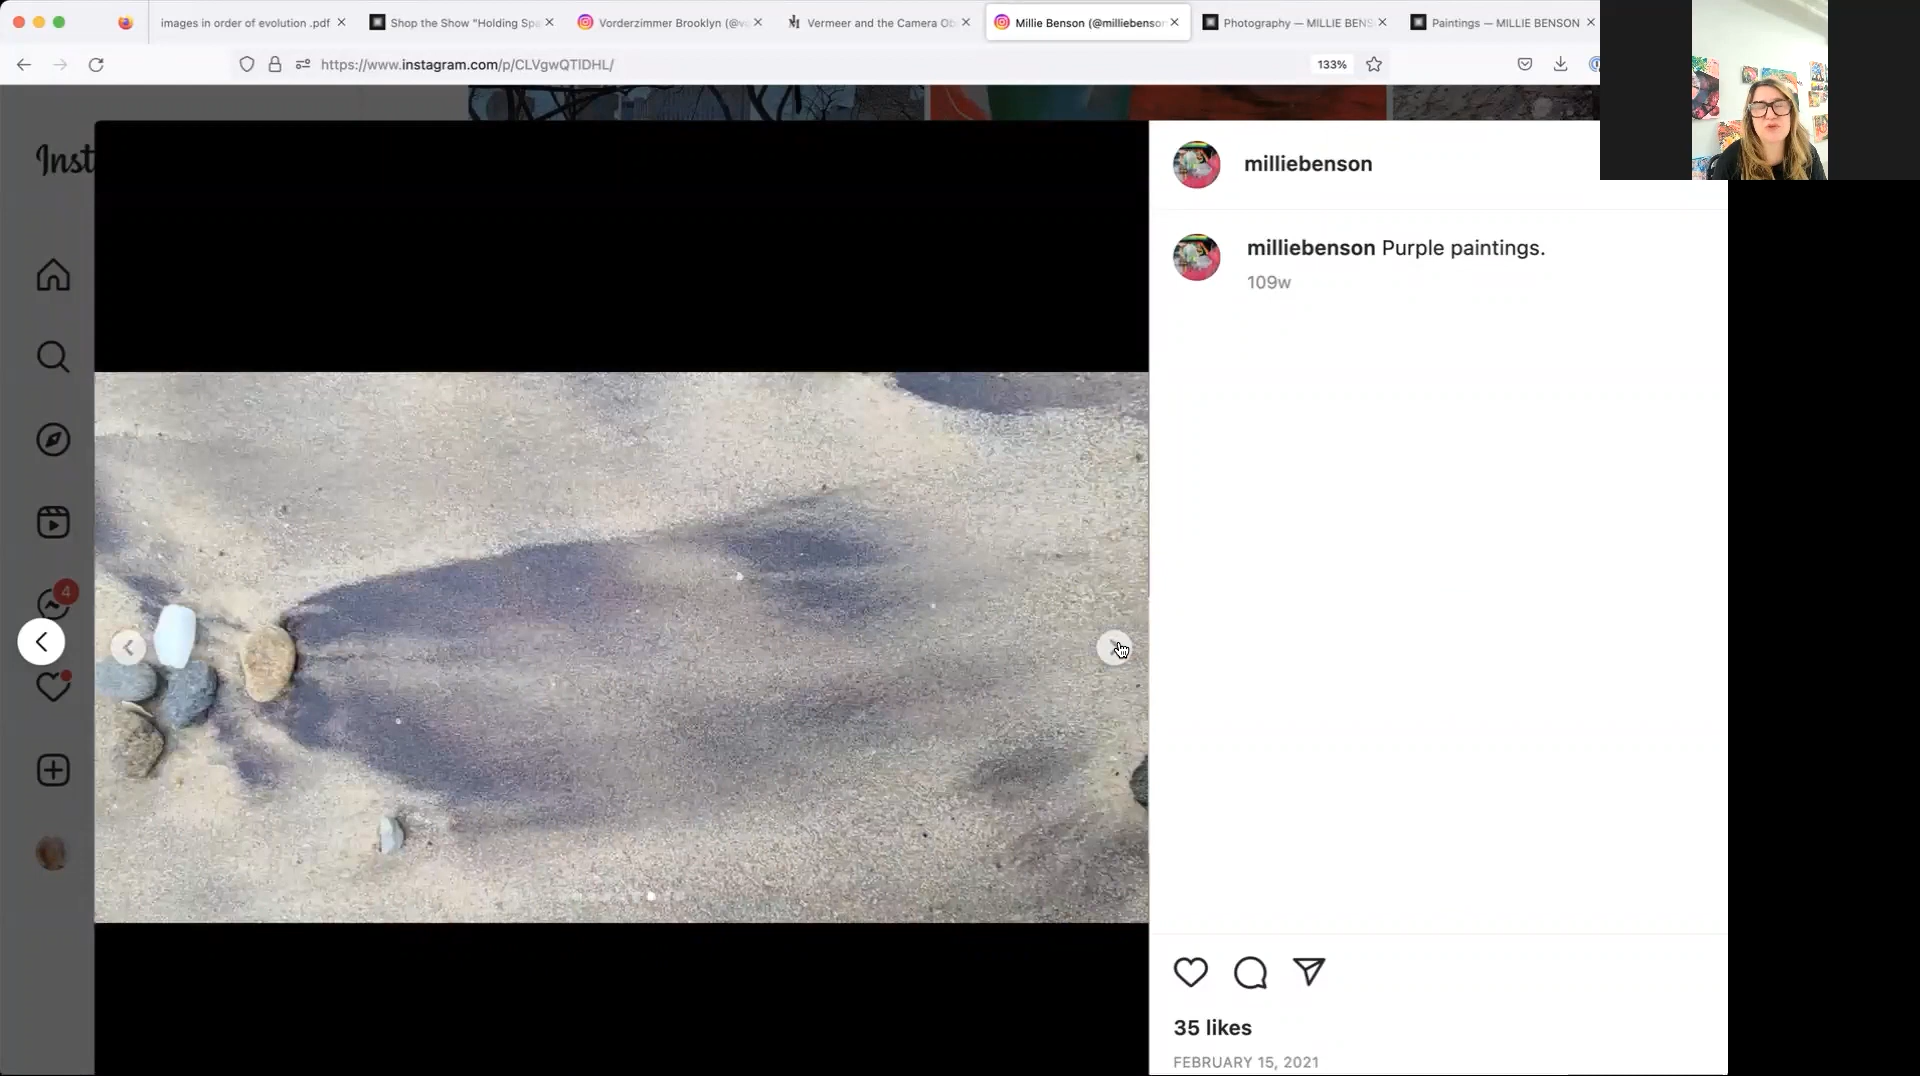 images in order of evolution .pdf
Shop the Show "Holding Sp
Vorderzimmer Brooklyn (@v
Vermeer and the Camera Ob
Millie Benson (@milliebenson
Photography — MILLIE BENS
Paintings — MILLIE BENSON
https://www.instagram.com/p/CLVgwQTlDHL/
133%
Inst
milliebenson
milliebenson Purple paintings.
109w
4
35 likes
FEBRUARY 15, 2021